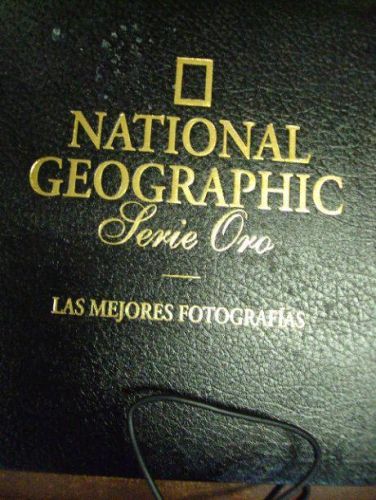 NATIONAL
GEOGRAPHIC
Serie Oro
LAS MEJORES FOTOGRAFÍAS